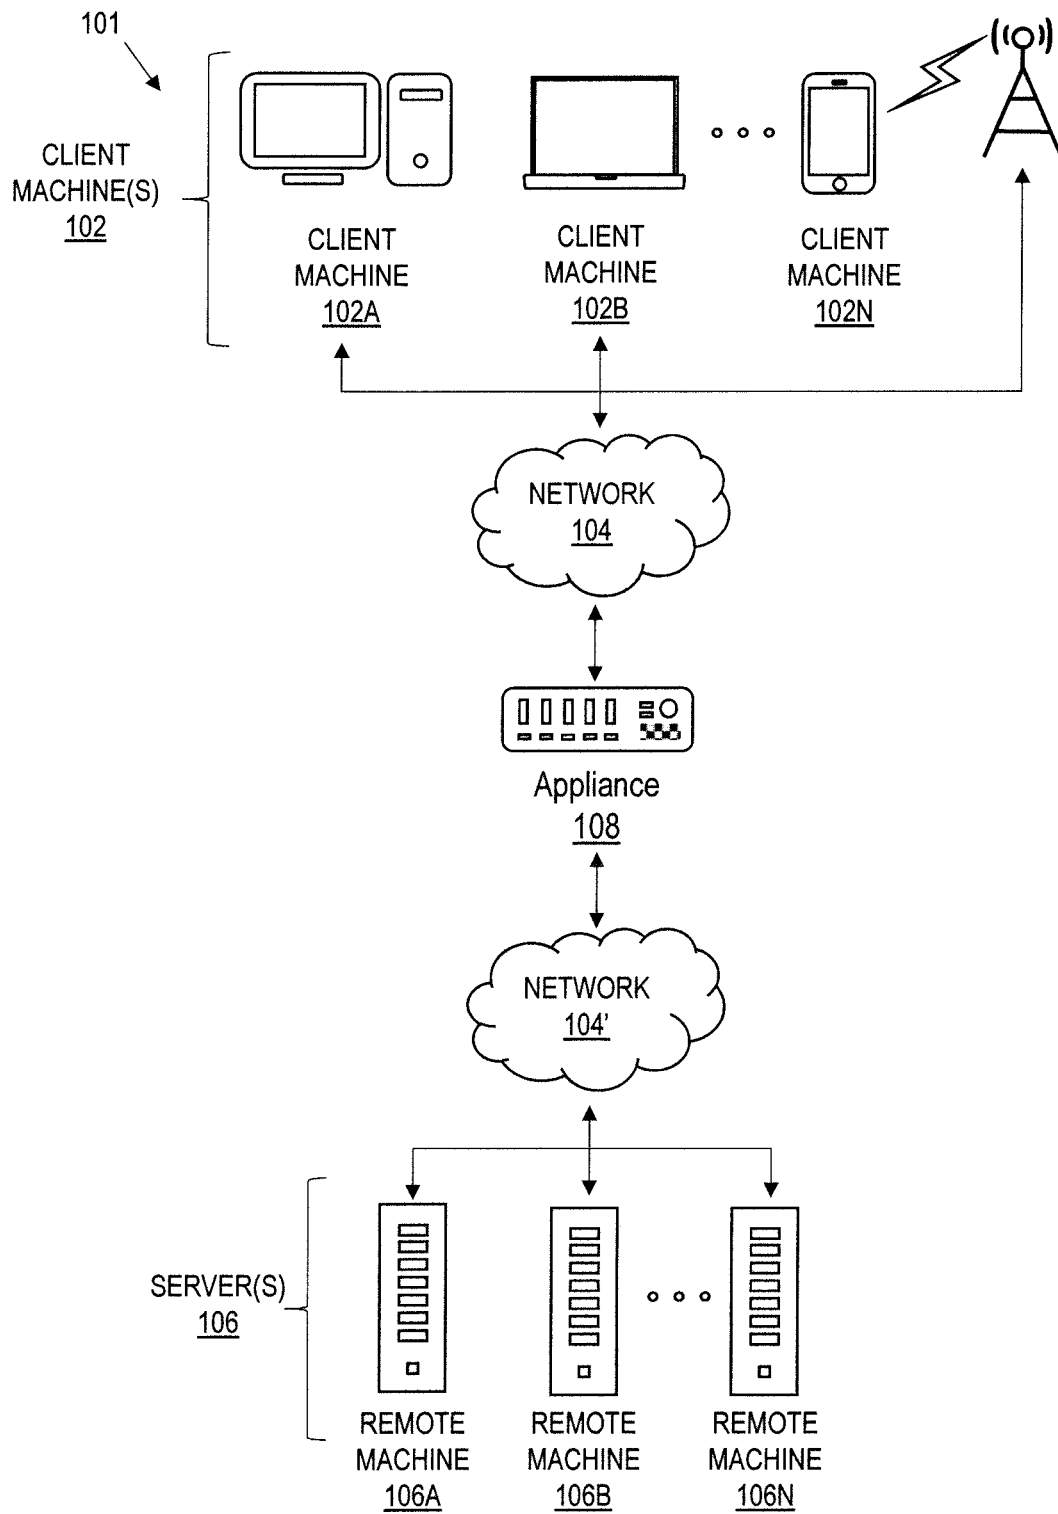 101
CLIENT
MACHINE(S)
102
CLIENT
MACHINE
102A
CLIENT
MACHINE
102B
CLIENT
MACHINE
102N
NETWORK
104
Appliance
108
NETWORK
104'
SERVER(S)
106
REMOTE
MACHINE
106A
REMOTE
MACHINE
106B
REMOTE
MACHINE
106N